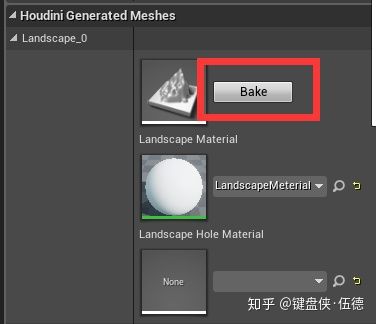 Houdini Generated Meshes
Landscape_0
Bake
Landscape Material
LandscapeMeterial
Landscape Hole Material
None
知乎 @键盘侠·伍德